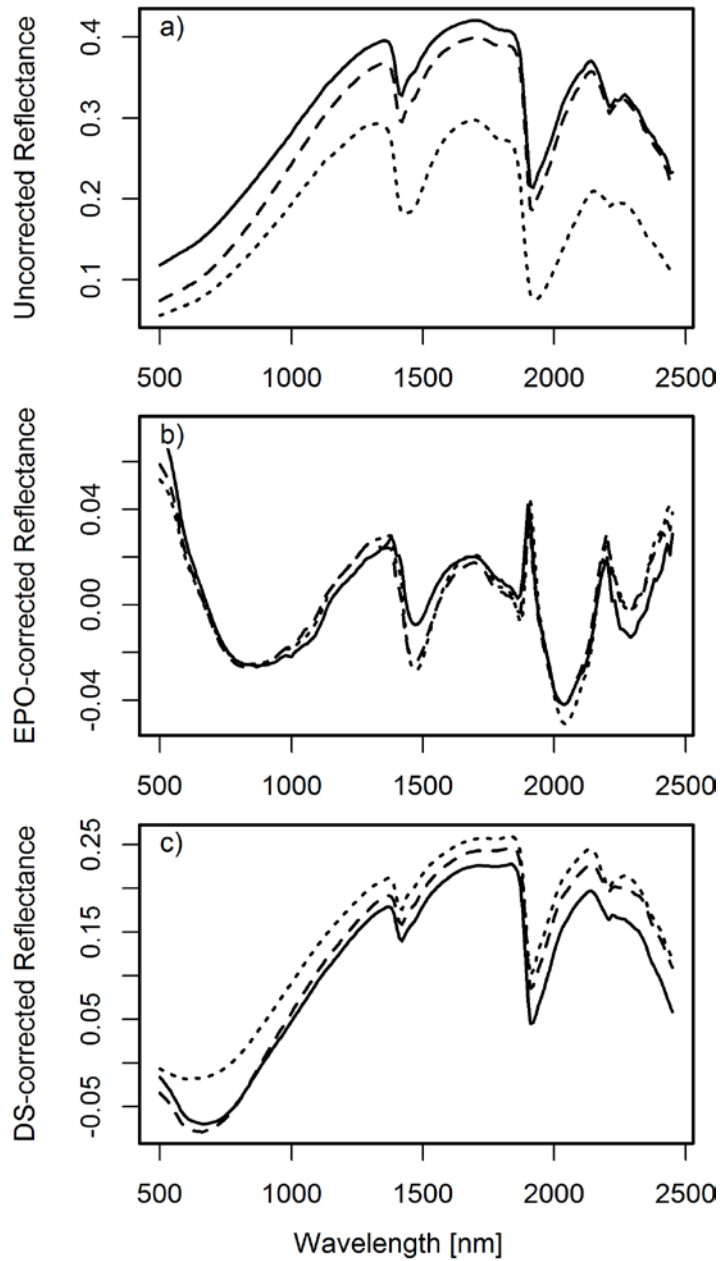 a)
Uncorrected Reflectance
0.4
0.3
0.2
0.1
500 1000 1500 2000 2500
b)
EPO-corrected Reflectance
0.04
0.00
-0.04
500 1000 1500 2000 2500
c)
DS-corrected Reflectance
0.25
0.15
0.05
-0.05
500 1000 1500 2000 2500
Wavelength [nm]